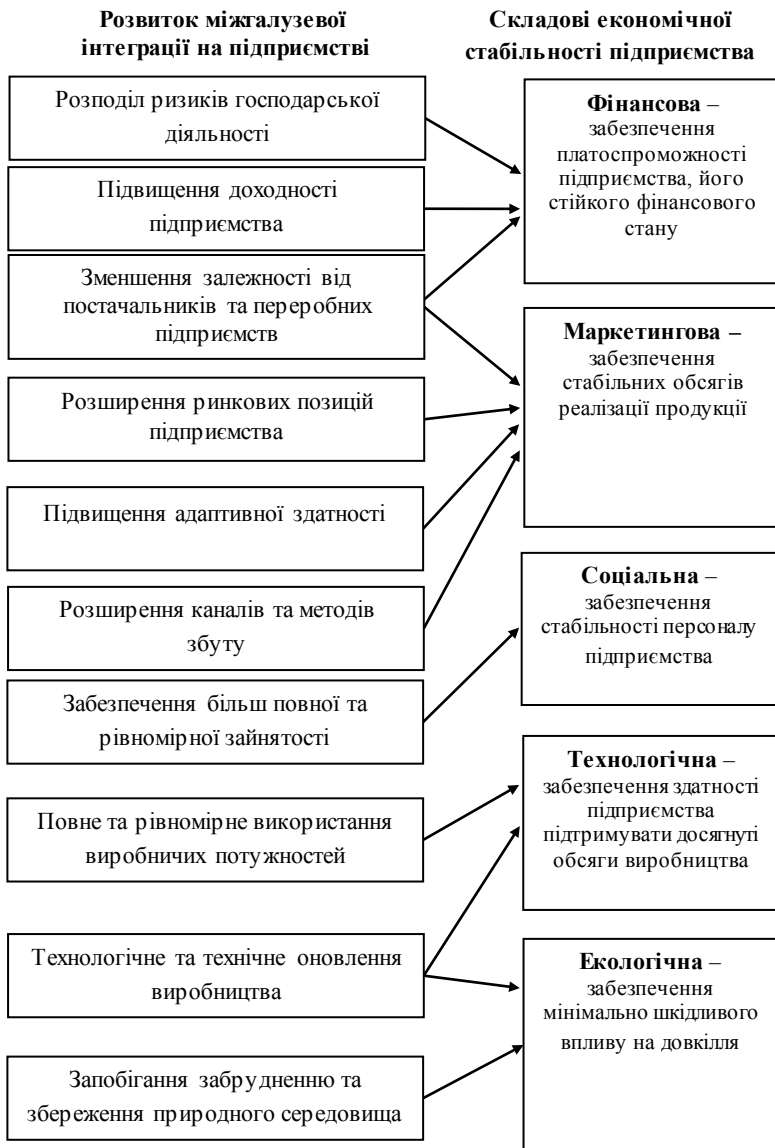 Розвиток міжгалузевої
інтеграції на підприємстві
Розподіл ризиків господарської
діяльності
Підвищення доходності
підприємства
Зменшення залежності від
постачальників та переробних
підприємств
Розширення ринкових позицій
підприємства
Підвищення адаптивної здатності
Розширення каналів та методів
збуту
Забезпечення більш повної та
рівномірної зайнятості
Повне та рівномірне використання
виробничих потужностей
Технологічне та технічне оновлення
виробництва
Запобігання забрудненню та
збереження природного середовища
Складові економічної
стабільності підприємства
Фінансова –
забезпечення
платоспроможності
підприємства, його
стійкого фінансового
стану
Маркетингова –
забезпечення
стабільних обсягів
реалізації продукції
Соціальна –
забезпечення
стабільності персоналу
підприємства
Технологічна –
забезпечення здатності
підприємства
підтримувати досягнуті
обсяги виробництва
Екологічна –
забезпечення
мінімально шкідливого
впливу на довкілля